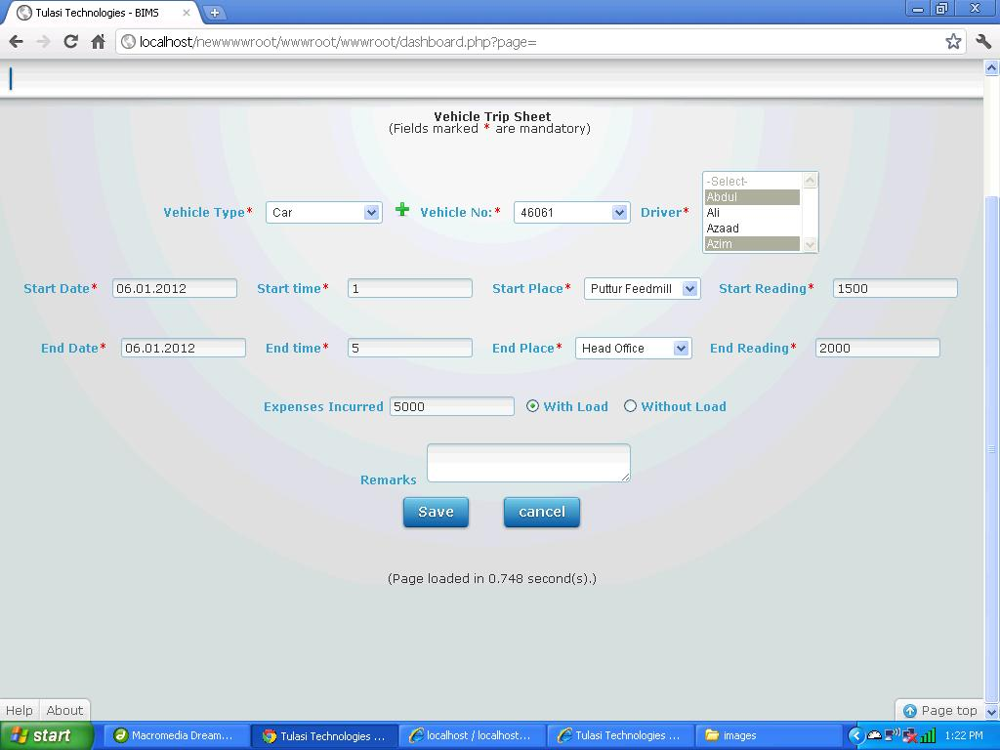 Tulasi Technologies - BIMS
localhost/newwwwroot/wwwroot/wwwroot/dashboard.php?page=
Vehicle Trip Sheet
(Fields marked * are mandatory)
Vehicle Type* Car Vehicle No:* 46061 Driver*
-Select-
Abdul
Ali
Azaad
Azim
Start Date* 06.01.2012 Start time* 1 Start Place* Puttur Feedmill Start Reading* 1500
End Date* 06.01.2012 End time* 5 End Place* Head Office End Reading* 2000
Expenses Incurred 5000 With Load Without Load
Remarks
Save cancel
(Page loaded in 0.748 second(s).)
Help About Page top
start Macromedia Dream... Tulasi Technologies ... localhost / localhost... Tulasi Technologies ... images 1:22 PM